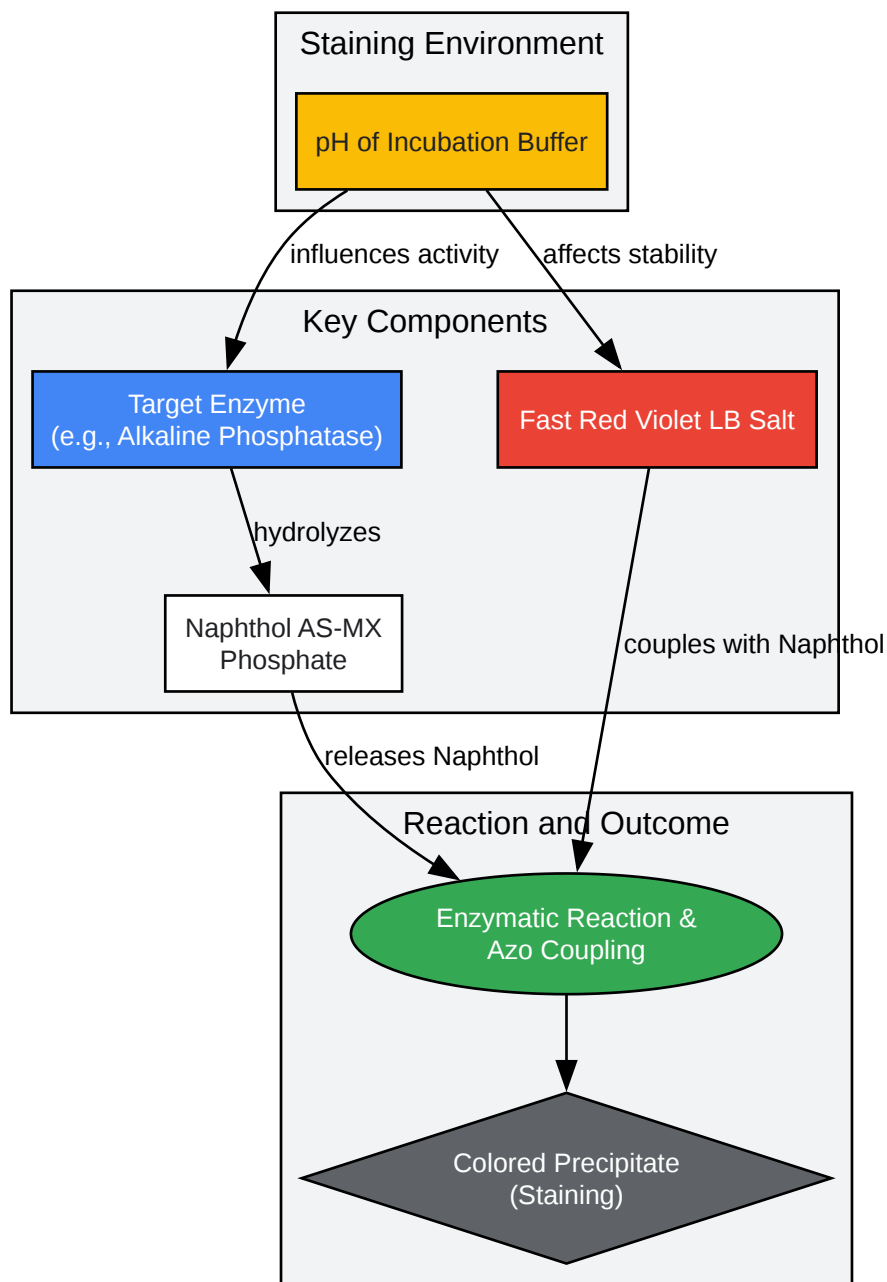 Staining Environment
pH of Incubation Buffer
influences activity
affects stability
Key Components
Target Enzyme
(e.g., Alkaline Phosphatase)
Fast Red Violet LB Salt
hydrolyzes
Naphthol AS-MX
Phosphate
couples with Naphthol
releases Naphthol
Reaction and Outcome
Enzymatic Reaction &
Azo Coupling
Colored Precipitate
(Staining)